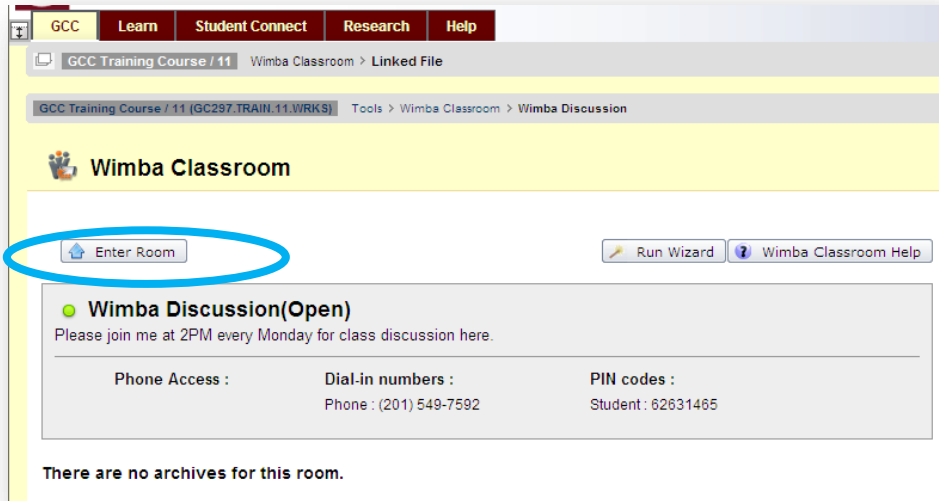 GCC Learn Student Connect Research Help
GCC Training Course / 11 Wimba Classroom > Linked File
GCC Training Course / 11 (GC297.TRAIN.11.WRKS) Tools > Wimba Classroom > Wimba Discussion
Wimba Classroom
Enter Room Run Wizard ? Wimba Classroom Help
Wimba Discussion(Open)
Please join me at 2PM every Monday for class discussion here.
Phone Access : Dial-in numbers : PIN codes :
Phone : (201) 549-7592 Student : 62631465
There are no archives for this room.